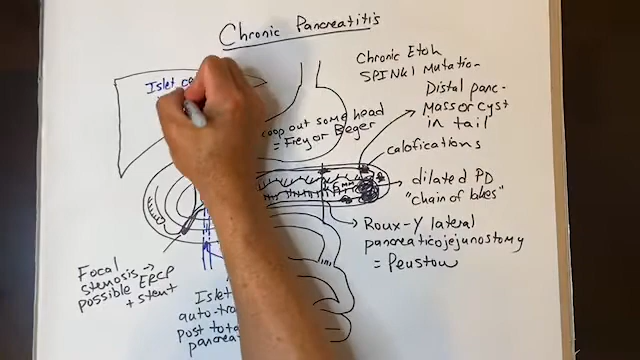 Chronic Pancreatitis
Chronic Etoh
SPINK1 Mutation
Distal panc-
Mass or cyst
in tail
Islet ce
coop out some head
= Frey or Beger
calcifications
6mm
dilated PD
"chain of lakes"
Roux-Y lateral
pancreaticojejunostomy
= Peustow
Focal
stenosis →
possible ERCP
+ stent
Islet
auto-tra
post tota
pancrea